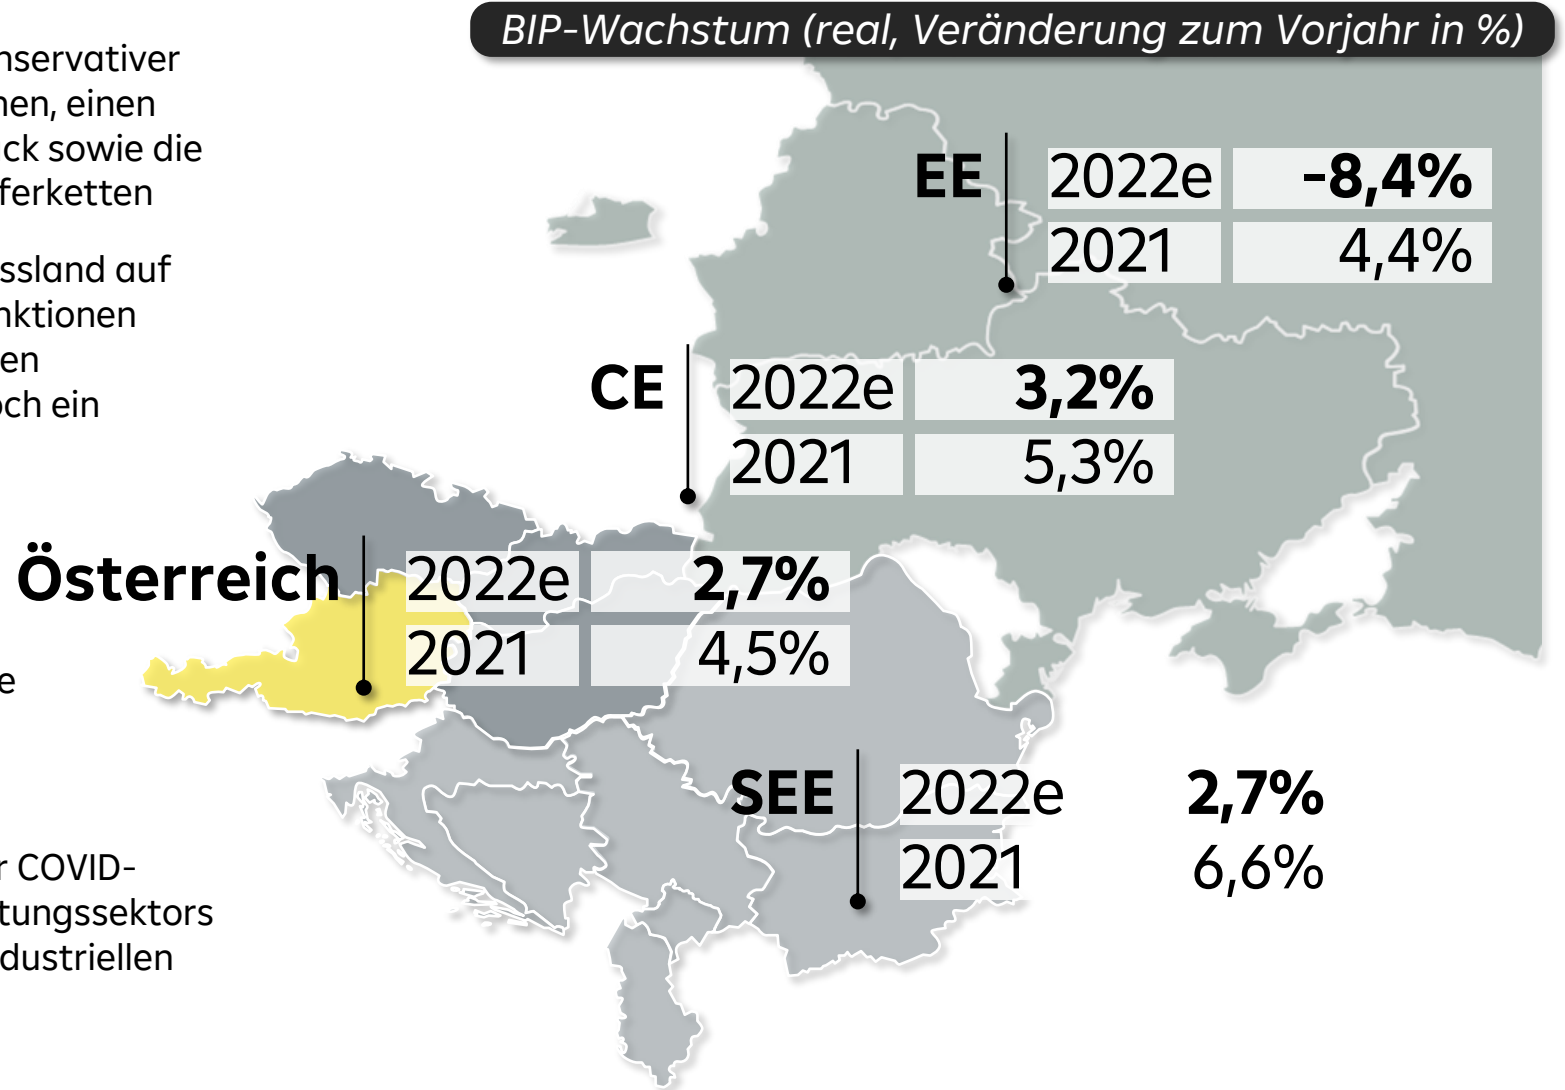 BIP-Wachstum (real, Veränderung zum Vorjahr in %)
nservativer
nen, einen
ck sowie die
ferketten
ssland auf
nktionen
en
och ein
e
r COVID-
tungssektors
dustriellen
EE 2022e -8,4%
2021 4,4%
CE 2022e 3,2%
2021 5,3%
Österreich 2022e 2,7%
2021 4,5%
SEE 2022e 2,7%
2021 6,6%